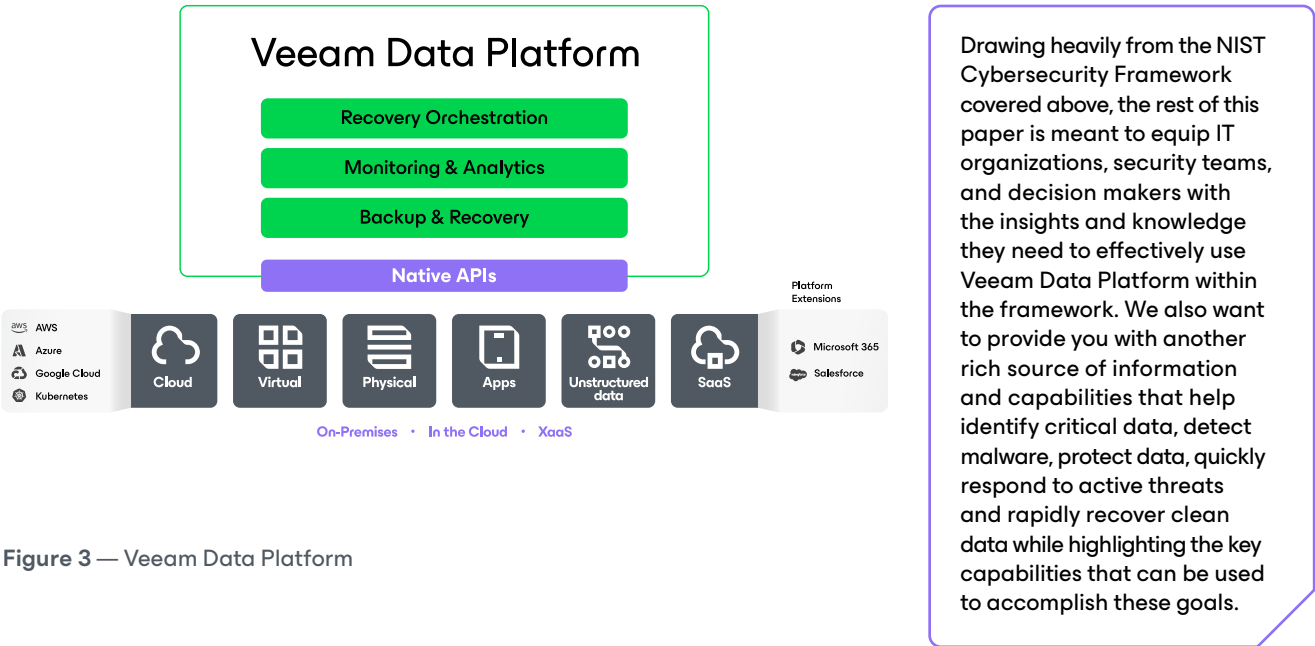 Veeam Data Platform
Recovery Orchestration
Monitoring & Analytics
Backup & Recovery
Native APIs
Platform
Extensions
aws AWS
Azure
Google Cloud
Kubernetes
Cloud
Virtual
Physical
Apps
Unstructured
data
SaaS
Microsoft 365
salesforce Salesforce
On-Premises • In the Cloud • XaaS
Figure 3 — Veeam Data Platform
Drawing heavily from the NIST
Cybersecurity Framework
covered above, the rest of this
paper is meant to equip IT
organizations, security teams,
and decision makers with
the insights and knowledge
they need to effectively use
Veeam Data Platform within
the framework. We also want
to provide you with another
rich source of information
and capabilities that help
identify critical data, detect
malware, protect data, quickly
respond to active threats
and rapidly recover clean
data while highlighting the key
capabilities that can be used
to accomplish these goals.